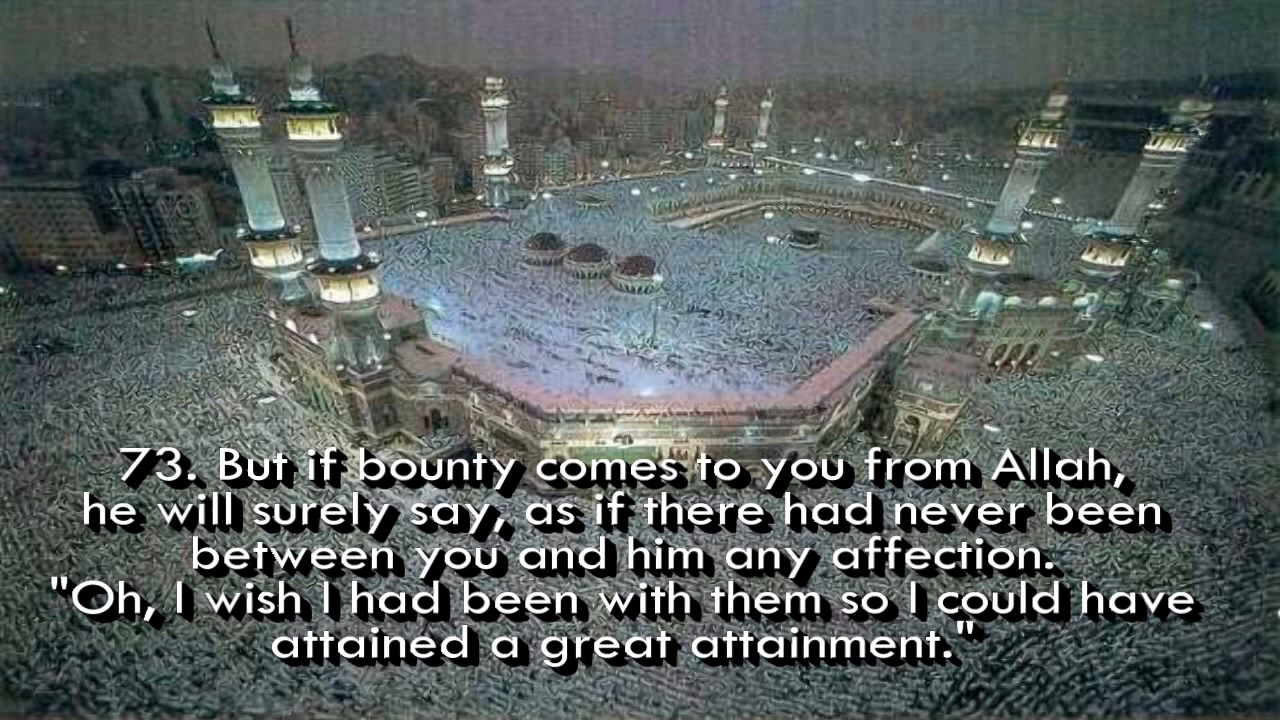 73. But if bounty comes to you from Allah,
he will surely say, as if there had never been
between you and him any affection.
"Oh, I wish I had been with them so I could have
attained a great attainment."